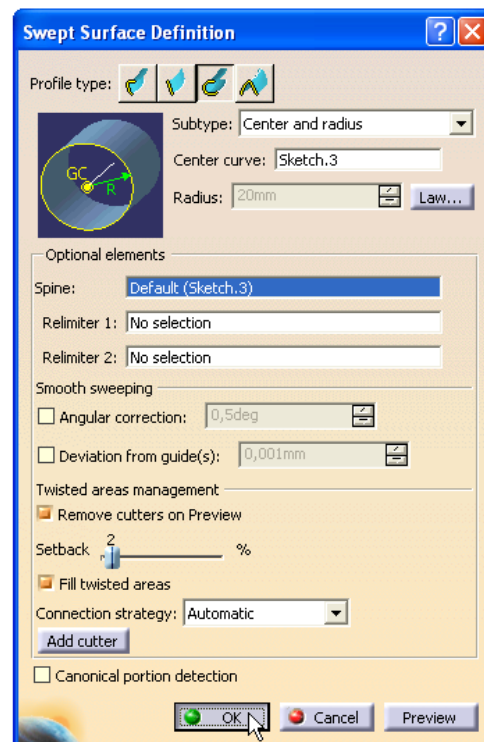 Swept Surface Definition
Profile type:
Subtype: Center and radius
GC
R
Center curve: Sketch.3
Radius: 20mm Law...
Optional elements
Spine: Default (Sketch.3)
Relimiter 1: No selection
Relimiter 2: No selection
Smooth sweeping
Angular correction: 0,5deg
Deviation from guide(s): 0,001mm
Twisted areas management
Remove cutters on Preview
2
Setback %
Fill twisted areas
Connection strategy: Automatic
Add cutter
Canonical portion detection
OK Cancel Preview